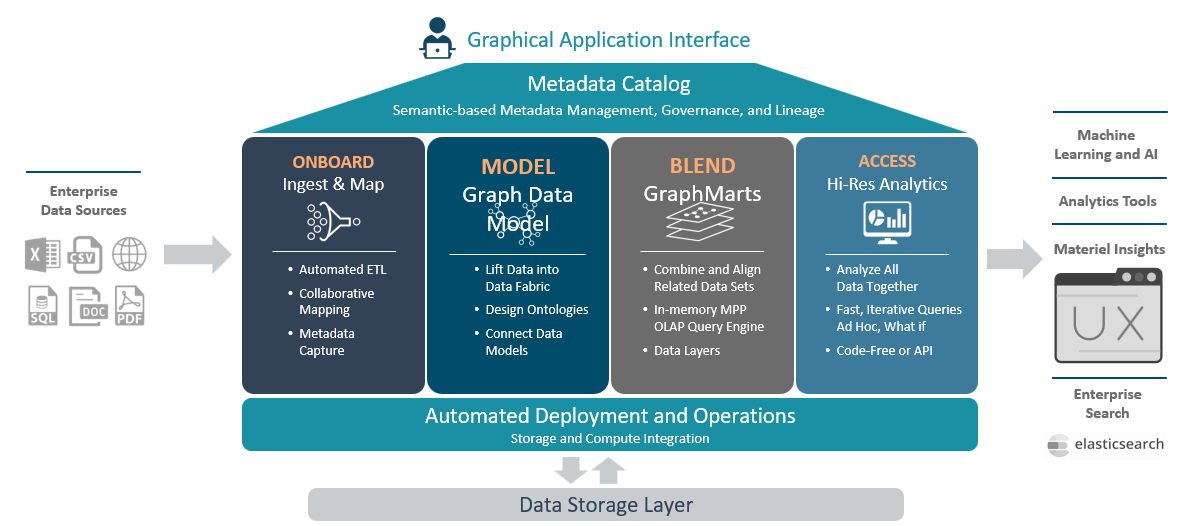 Graphical Application Interface
Metadata Catalog
Semantic-based Metadata Management, Governance, and Lineage
Enterprise
Data Sources
X
CSV
SQL
DOC
PDF
ONBOARD
Ingest & Map
• Automated ETL
• Collaborative
Mapping
• Metadata
Capture
MODEL
Graph Data
Model
• Lift Data into
Data Fabric
• Design Ontologies
• Connect Data
Models
BLEND
GraphMarts
• Combine and Align
Related Data Sets
• In-memory MPP
OLAP Query Engine
• Data Layers
ACCESS
Hi-Res Analytics
• Analyze All
Data Together
• Fast, Iterative Queries
Ad Hoc, What if
• Code-Free or API
Machine
Learning and AI
Analytics Tools
Materiel Insights
UX
Enterprise
Search
elasticsearch
Automated Deployment and Operations
Storage and Compute Integration
Data Storage Layer